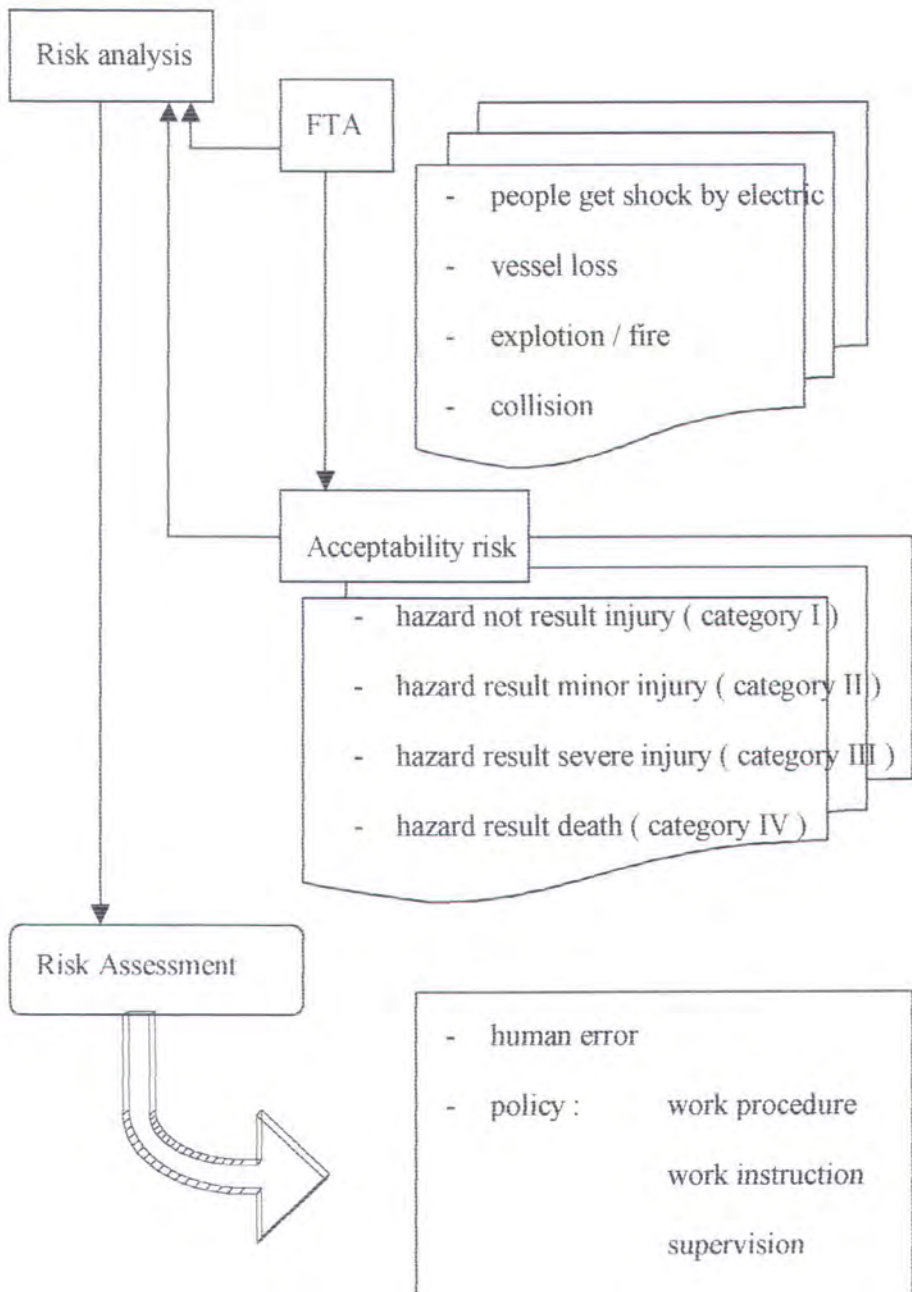 Risk analysis
FTA
- people get shock by electric
- vessel loss
- explotion / fire
- collision
Acceptability risk
- hazard not result injury ( category I )
- hazard result minor injury ( category II )
- hazard result severe injury ( category III )
- hazard result death ( category IV )
Risk Assessment
- human error
- policy : work procedure
work instruction
supervision